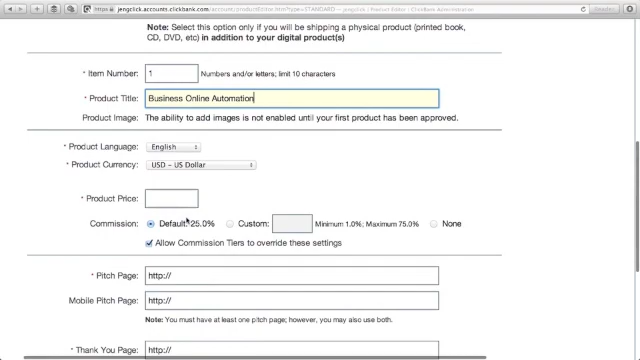 jengclick.accounts.clickbank.com/account/productEditor.htm?type=STANDARD — jengclick | Product Editor | ClickBank Administration
Reader
Note: Select this option only if you will be shipping a physical product (printed book,
CD, DVD, etc) in addition to your digital product(s)
* Item Number: 1 Numbers and/or letters; limit 10 characters
* Product Title: Business Online Automation
Product Image: The ability to add images is not enabled until your first product has been approved.
* Product Language: English
* Product Currency: USD - US Dollar
* Product Price:
Commission: Default: 25.0% Custom: Minimum 1.0%; Maximum 75.0% None
Allow Commission Tiers to override these settings
* Pitch Page: http://
Mobile Pitch Page: http://
Note: You must have at least one pitch page; however, you may also use both.
* Thank You Page: http://